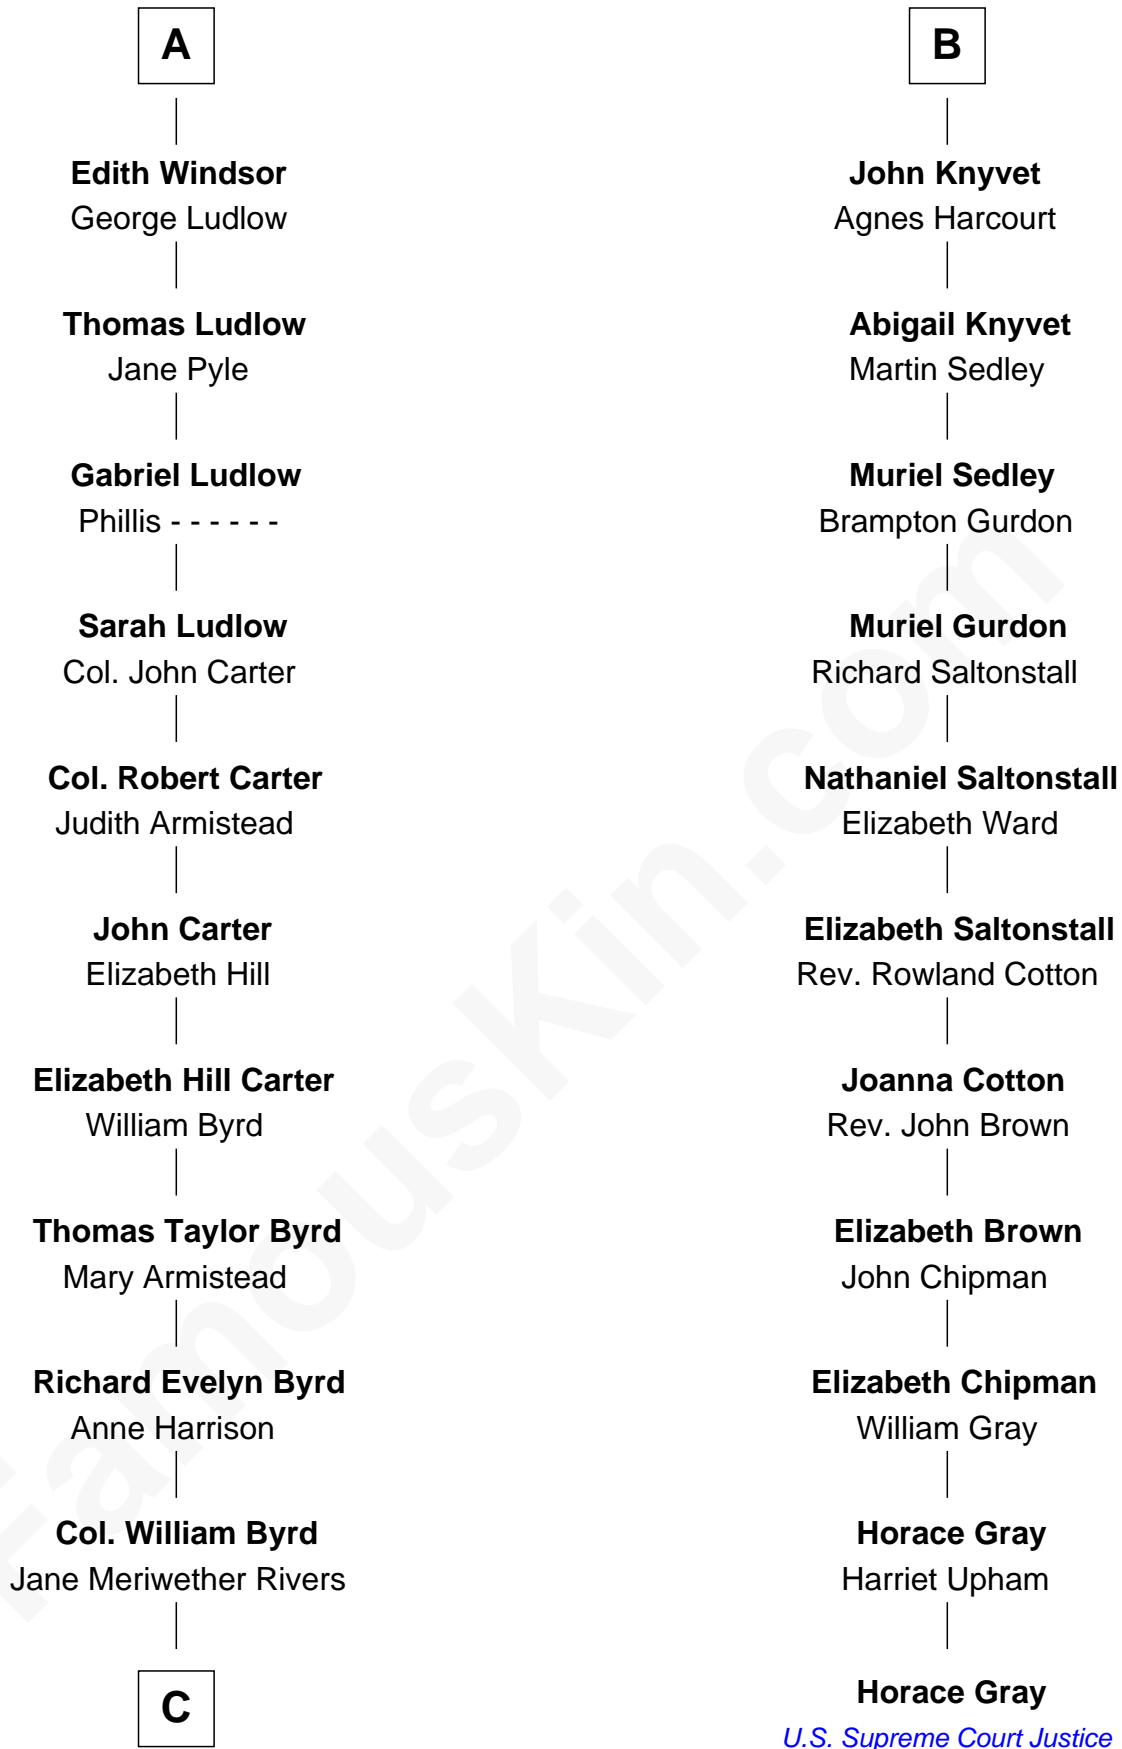 A
Edith Windsor
George Ludlow
Thomas Ludlow
Jane Pyle
Gabriel Ludlow
Phillis - - - - - -
Sarah Ludlow
Col. John Carter
Col. Robert Carter
Judith Armistead
John Carter
Elizabeth Hill
Elizabeth Hill Carter
William Byrd
Thomas Taylor Byrd
Mary Armistead
Richard Evelyn Byrd
Anne Harrison
Col. William Byrd
Jane Meriwether Rivers
C
B
John Knyvet
Agnes Harcourt
Abigail Knyvet
Martin Sedley
Muriel Sedley
Brampton Gurdon
Muriel Gurdon
Richard Saltonstall
Nathaniel Saltonstall
Elizabeth Ward
Elizabeth Saltonstall
Rev. Rowland Cotton
Joanna Cotton
Rev. John Brown
Elizabeth Brown
John Chipman
Elizabeth Chipman
William Gray
Horace Gray
Harriet Upham
Horace Gray
U.S. Supreme Court Justice
FamousKin.com